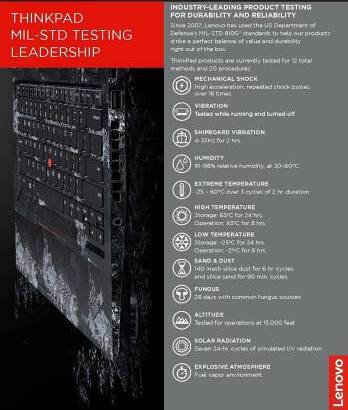 THINKPAD
MIL-STD TESTING
LEADERSHIP
INDUSTRY-LEADING PRODUCT TESTING
FOR DURABILITY AND RELIABILITY
Since 2007, Lenovo has used the US Department of
Defense's MIL-STD 810G* standards to help our products
strike a perfect balance of value and durability
right out of the box.
ThinkPad products are currently tested for 12 total
methods and 20 procedures:
MECHANICAL SHOCK
High acceleration, repeated shock pulses
over 18 times
VIBRATION
Tested while running and turned off
SHIPBOARD VIBRATION
4-33Hz for 2 hrs
HUMIDITY
91-98% relative humidity, at 30-60°C
EXTREME TEMPERATURE
-25 - 60°C over 3 cycles of 2 hr duration
HIGH TEMPERATURE
Storage: 63°C for 24 hrs.
Operation: 43°C for 8 hrs.
LOW TEMPERATURE
Storage: -25°C for 24 hrs.
Operation: -21°C for 8 hrs.
SAND & DUST
140 mesh silica dust for 6 hr. cycles
and silica sand for 90 min. cycles
FUNGUS
28 days with common fungus sources
ALTITUDE
Tested for operations at 15,000 feet
SOLAR RADIATION
Seven 24-hr. cycles of simulated UV radiation
EXPLOSIVE ATMOSPHERE
Fuel vapor environment
Lenovo